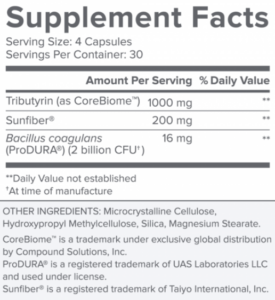 Supplement Facts
Serving Size: 4 Capsules
Servings Per Container: 30
Amount Per Serving % Daily Value
Tributyrin (as CoreBiome™) 1000 mg **
Sunfiber® 200 mg **
Bacillus coagulans 16 mg **
(ProDURA®) (2 billion CFU†)
**Daily Value not established
†At time of manufacture
OTHER INGREDIENTS: Microcrystalline Cellulose,
Hydroxypropyl Methylcellulose, Silica, Magnesium Stearate.
CoreBiome™ is a trademark under exclusive global distribution
by Compound Solutions, Inc.
ProDURA® is a registered trademark of UAS Laboratories LLC
and used under license.
Sunfiber® is a registered trademark of Taiyo International, Inc.